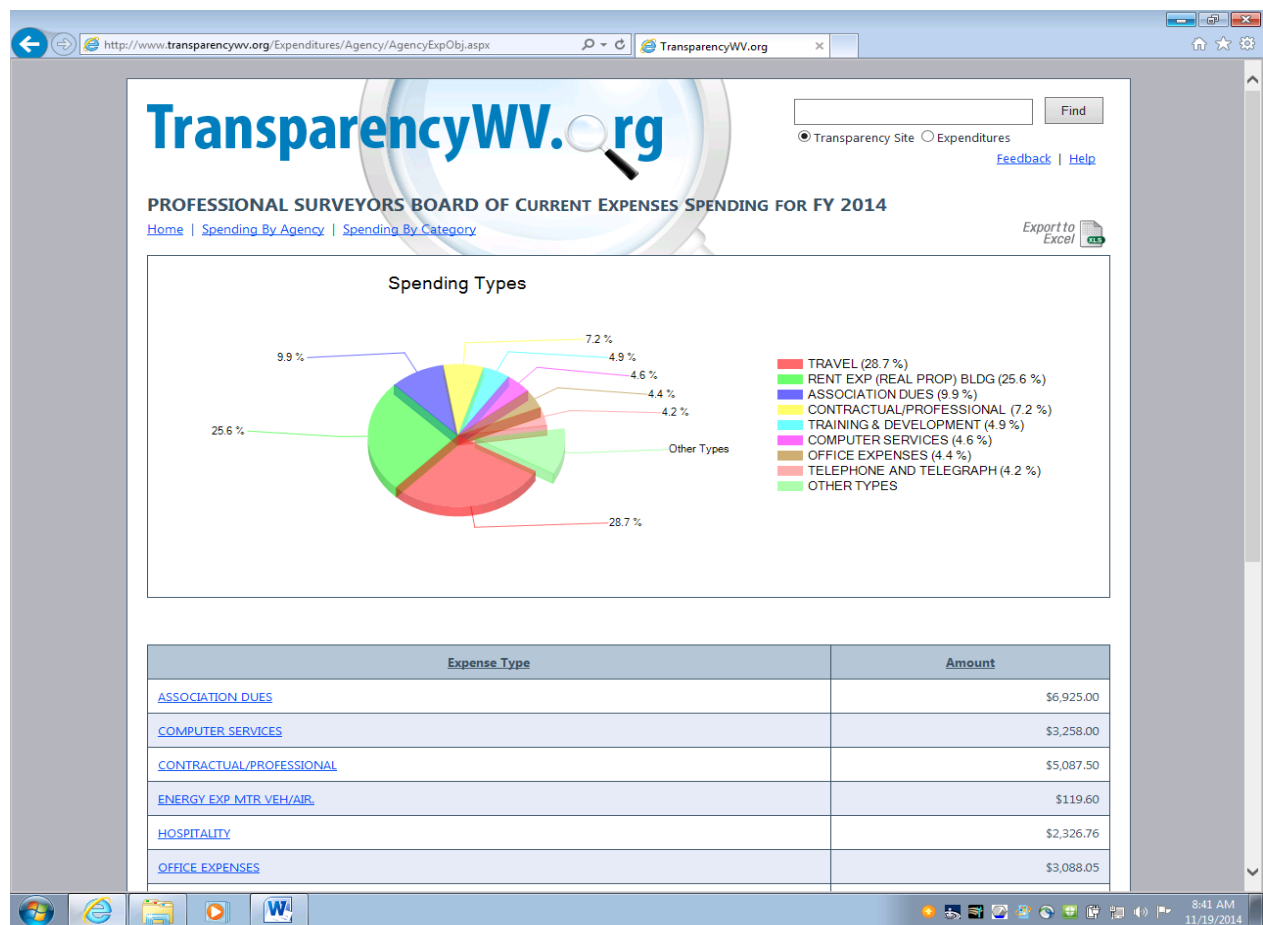 http://www.transparencywv.org/Expenditures/Agency/AgencyExpObj.aspx
TransparencyWV.org
TransparencyWV.org
Find
Transparency Site Expenditures
Feedback | Help
PROFESSIONAL SURVEYORS BOARD OF CURRENT EXPENSES SPENDING FOR FY 2014
Home | Spending By Agency | Spending By Category
Export to
Excel
XLS
Spending Types
7.2 %
9.9 %
4.9 %
4.6 %
4.4 %
4.2 %
25.6 %
Other Types
28.7 %
TRAVEL (28.7 %)
RENT EXP (REAL PROP) BLDG (25.6 %)
ASSOCIATION DUES (9.9 %)
CONTRACTUAL/PROFESSIONAL (7.2 %)
TRAINING & DEVELOPMENT (4.9 %)
COMPUTER SERVICES (4.6 %)
OFFICE EXPENSES (4.4 %)
TELEPHONE AND TELEGRAPH (4.2 %)
OTHER TYPES
Expense Type Amount
ASSOCIATION DUES $6,925.00
COMPUTER SERVICES $3,258.00
CONTRACTUAL/PROFESSIONAL $5,087.50
ENERGY EXP MTR VEH/AIR. $119.60
HOSPITALITY $2,326.76
OFFICE EXPENSES $3,088.05
W
8:41 AM
11/19/2014